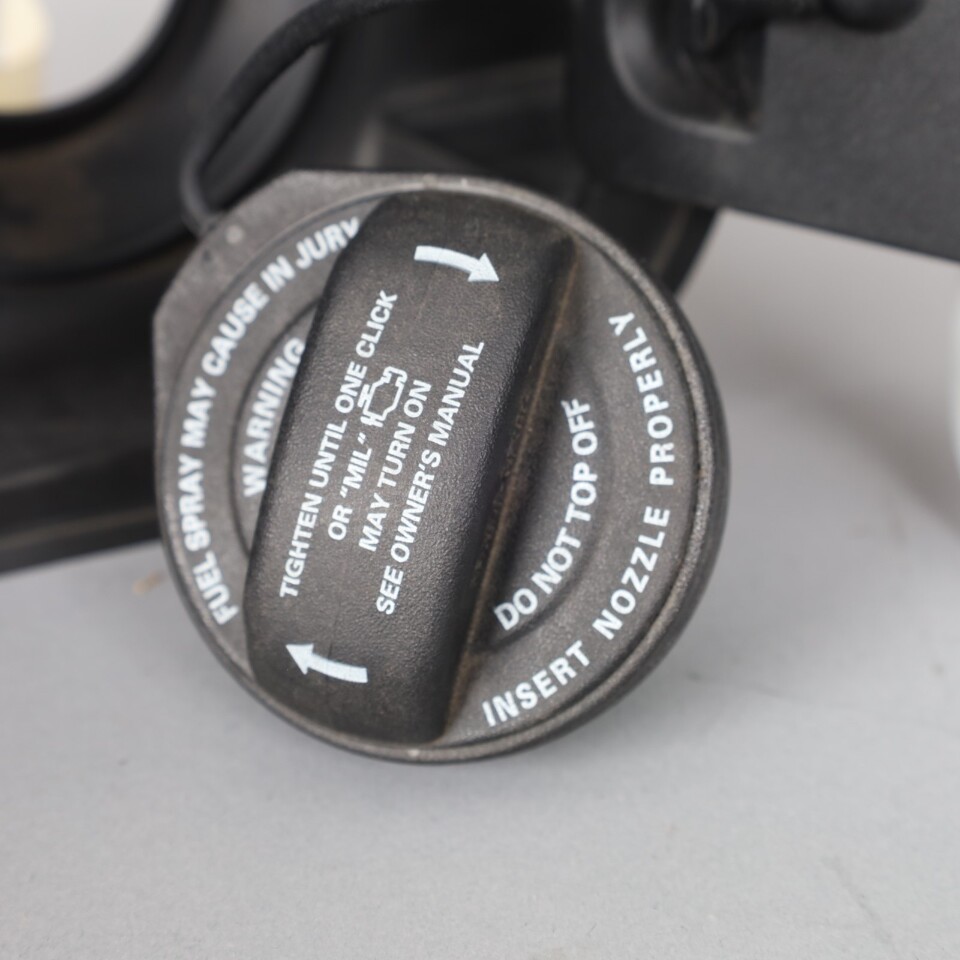 FUEL SPRAY MAY CAUSE IN JURY
WARNING
TIGHTEN UNTIL ONE CLICK
OR "MIL"
MAY TURN ON
SEE OWNER'S MANUAL
DO NOT TOP OFF
INSERT NOZZLE PROPERLY